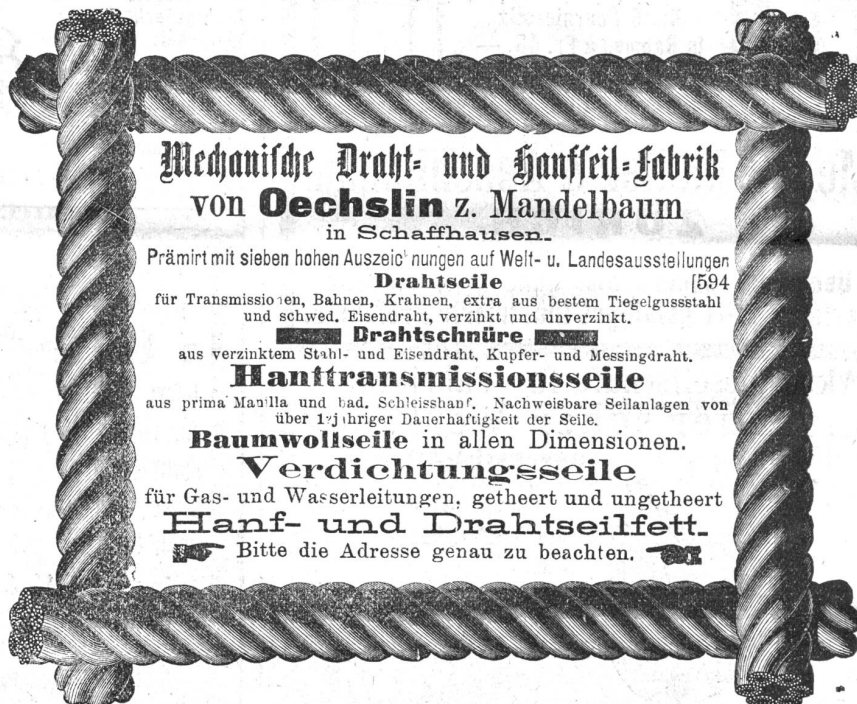 Mechanische Draht- und Hanfseil-Fabrik
von Oechslin z. Mandelbaum
in Schaffhausen.
Prämirt mit sieben hohen Auszeichnungen auf Welt- u. Landesausstellungen
Drahtseile [594
für Transmissionen, Bahnen, Krahnen, extra aus bestem Tiegelgussstahl
und schwed. Eisendraht, verzinkt und unverzinkt.
Drahtschnüre
aus verzinktem Stahl- und Eisendraht, Kupfer- und Messingdraht.
Hanftransmissionsseile
aus prima Manilla und bad. Schleisshanf. Nachweisbare Seilanlagen von
über Dauerhaftigkeit der Seile.
Baumwollseile in allen Dimensionen.
Verdichtungsseile
für Gas- und Wasserleitungen, getheert und ungetheert
Hanf- und Drahtseilfett.
Bitte die Adresse genau zu beachten.